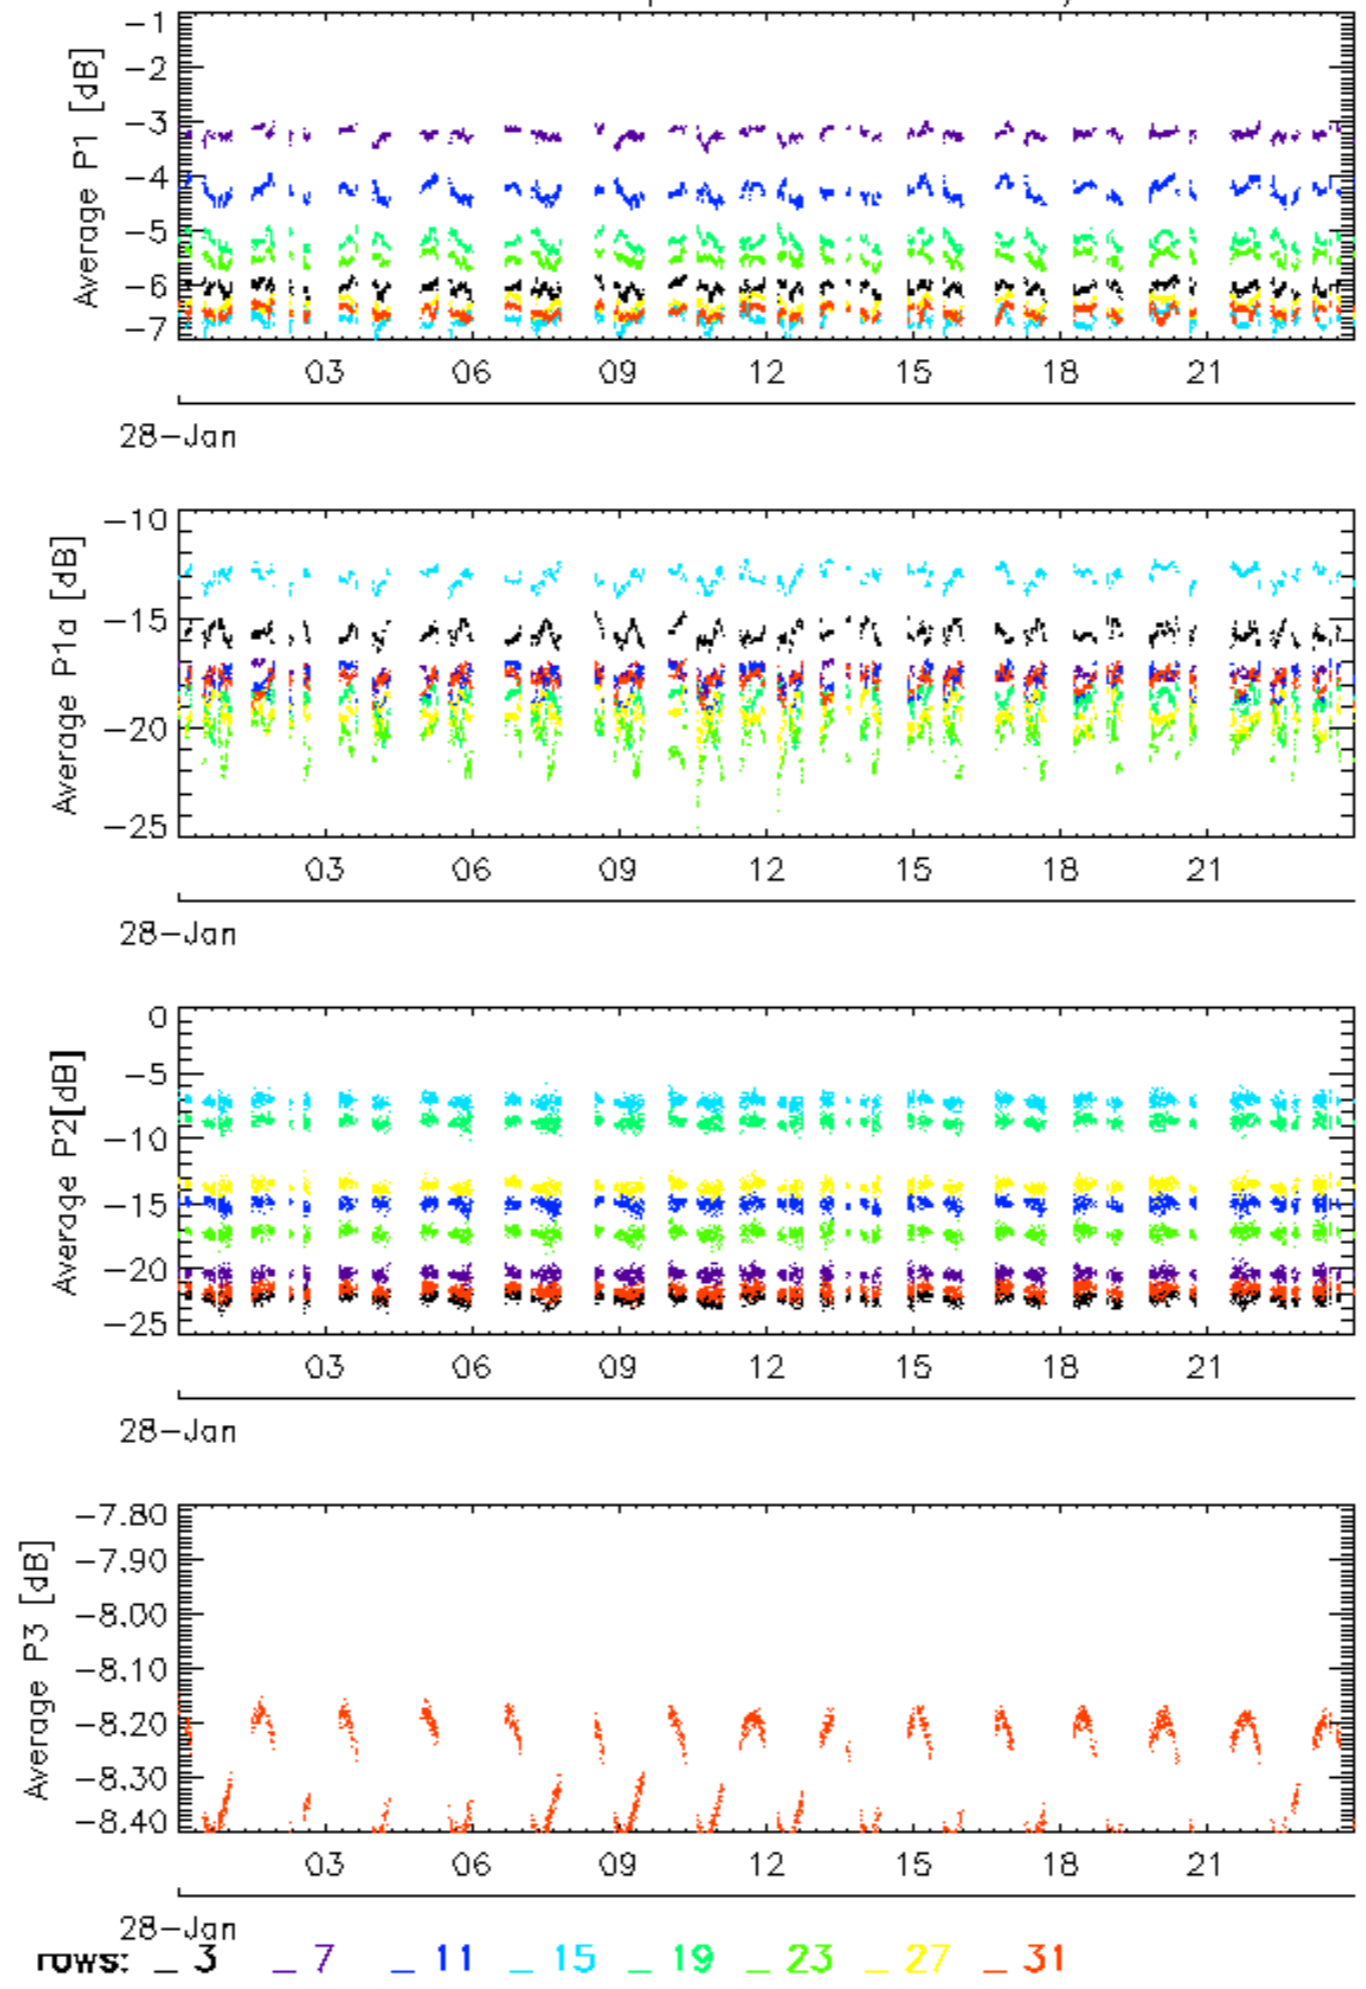 −1
−2
−3
−4
−5
−6
−7
Average P1 [dB]
03 06 09 12 15 18 21
28−Jan
−10
−15
−20
−25
Average P1a [dB]
03 06 09 12 15 18 21
28−Jan
0
−5
−10
−15
−20
−25
Average P2[dB]
03 06 09 12 15 18 21
28−Jan
−7.80
−7.90
−8.00
−8.10
−8.20
−8.30
−8.40
Average P3 [dB]
03 06 09 12 15 18 21
28−Jan
rows: _ 3 _ 7 _ 11 _ 15 _ 19 _ 23 _ 27 _ 31